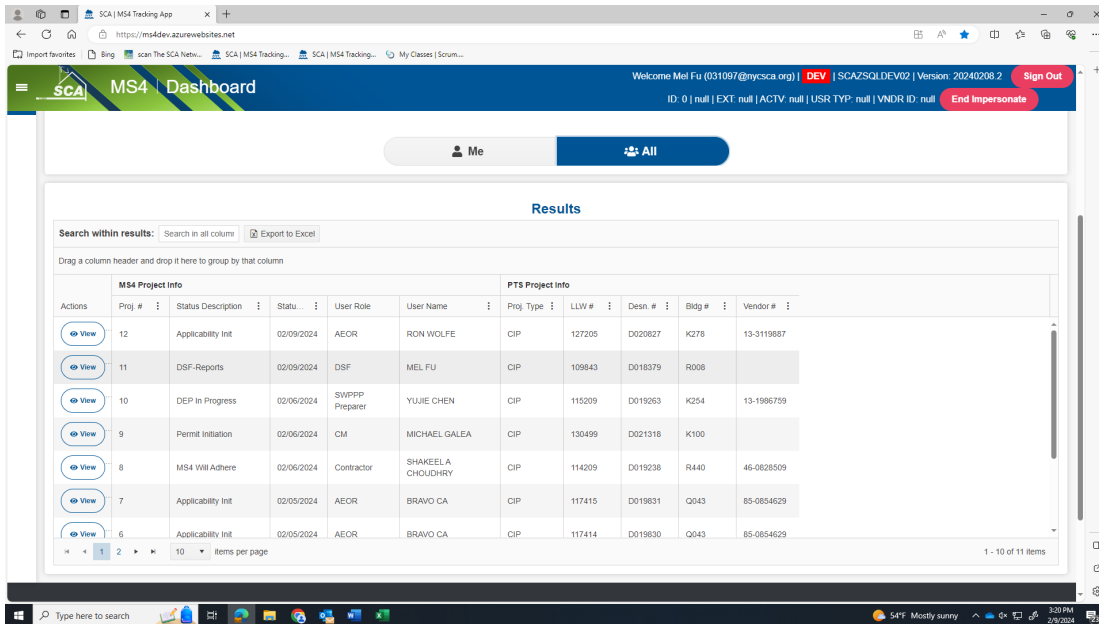 SCA | MS4 Tracking App
https://ms4dev.azurewebsites.net
Import favorites Bing scan The SCA Netw... SCA | MS4 Tracking... SCA | MS4 Tracking... My Classes | Scrum....
SCA MS4 | Dashboard
Welcome Mel Fu (031097@nycsca.org) | DEV | SCAZSQLDEV02 | Version: 20240208.2 Sign Out
ID: 0 | null | EXT: null | ACTV: null | USR TYP: null | VNDR ID: null End Impersonate
Me All
Results
Search within results: Search in all column Export to Excel
Drag a column header and drop it here to group by that column
MS4 Project Info PTS Project Info
Actions Proj. # Status Description Statu... User Role User Name Proj. Type LLW # Desn. # Bldg # Vendor #
View 12 Applicability Init 02/09/2024 AEOR RON WOLFE CIP 127205 D020827 K278 13-3119887
View 11 DSF-Reports 02/09/2024 DSF MEL FU CIP 109843 D018379 R008
View 10 DEP In Progress 02/06/2024 SWPPP Preparer YUJIE CHEN CIP 115209 D019263 K254 13-1986759
View 9 Permit Initiation 02/06/2024 CM MICHAEL GALEA CIP 130499 D021318 K100
View 8 MS4 Will Adhere 02/06/2024 Contractor SHAKEEL A CHOUDHRY CIP 114209 D019238 R440 46-0828509
View 7 Applicability Init 02/05/2024 AEOR BRAVO CA CIP 117415 D019831 Q043 85-0854629
View 6 Applicability Init 02/05/2024 AEOR BRAVO CA CIP 117414 D019830 Q043 85-0854629
1 2 10 items per page 1 - 10 of 11 items
Type here to search 54°F Mostly sunny 3:20 PM
2/9/2024